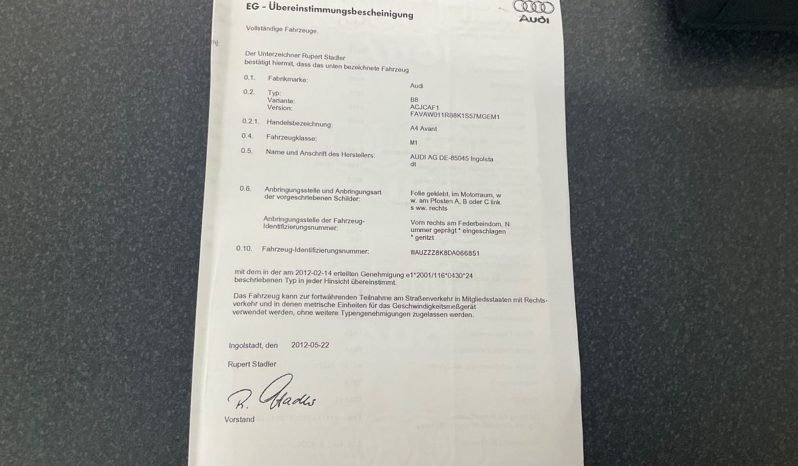 EG - Übereinstimmungsbescheinigung
Audi
Vollständige Fahrzeuge.
Der Unterzeichner Rupert Stadler
bestätigt hiermit, dass das unten bezeichnete Fahrzeug
0.1. Fabrikmarke: Audi
0.2. Typ: B8
Variante: ACJCAF1
Version: FAVAW011R88K1S57MGEM1
0.2.1. Handelsbezeichnung: A4 Avant
0.4. Fahrzeugklasse: M1
0.5. Name und Anschrift des Herstellers: AUDI AG DE-85045 Ingolsta
dt
0.6. Anbringungsstelle und Anbringungsart Folie geklebt, im Motorraum, w
der vorgeschriebenen Schilder: w. am Pfosten A, B oder C link
s ww. rechts
Anbringungsstelle der Fahrzeug- Vorn rechts am Federbeindom, N
Identifizierungsnummer: ummer geprägt * eingeschlagen
* geritzt
0.10. Fahrzeug-Identifizierungsnummer: WAUZZZ8K8DA066851
mit dem in der am 2012-02-14 erteilten Genehmigung e1*2001/116*0430*24
beschriebenen Typ in jeder Hinsicht übereinstimmt.
Das Fahrzeug kann zur fortwährenden Teilnahme am Straßenverkehr in Mitgliedsstaaten mit Rechts-
verkehr und in denen metrische Einheiten für das Geschwindigkeitsmeßgerät
verwendet werden, ohne weitere Typengenehmigungen zugelassen werden.
Ingolstadt, den 2012-05-22
Rupert Stadler
R. Stadler
Vorstand